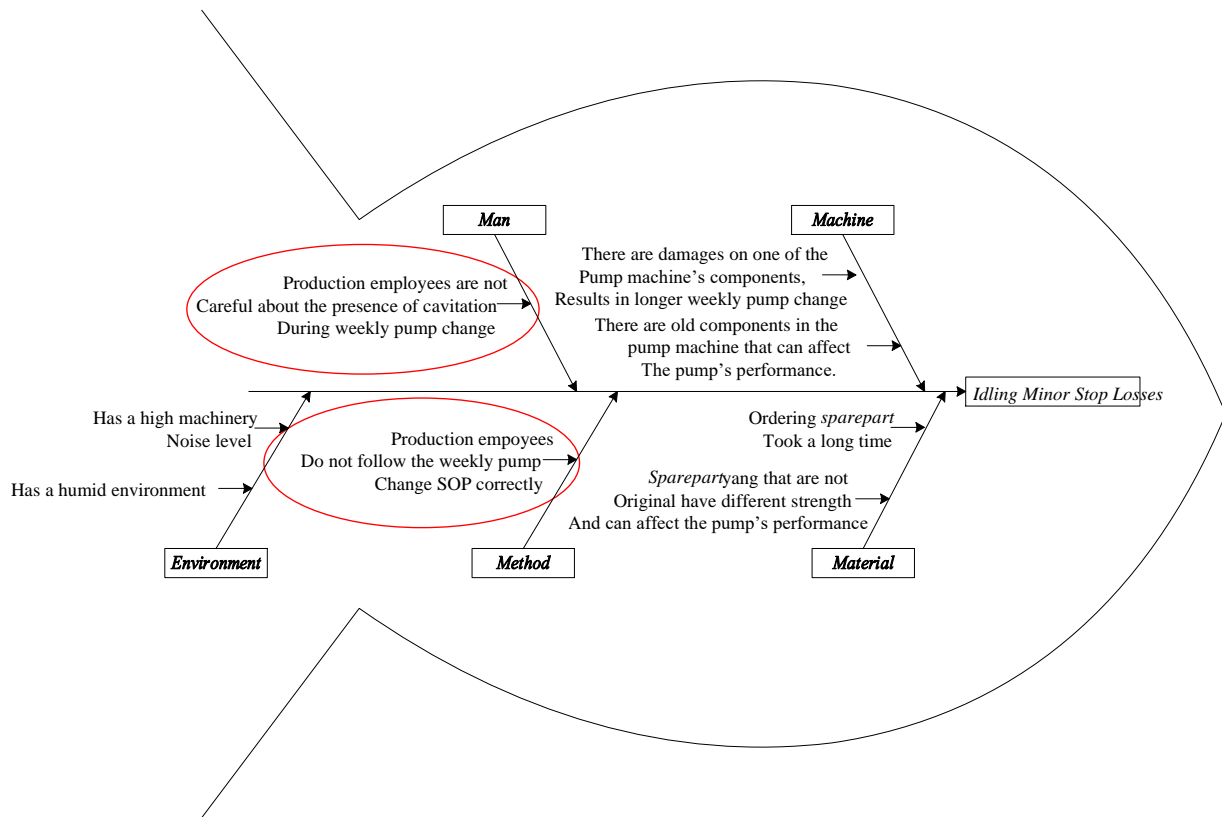 Man
Machine
Production employees are not
Careful about the presence of cavitation
During weekly pump change
There are damages on one of the
Pump machine's components,
Results in longer weekly pump change
There are old components in the
pump machine that can affect
The pump's performance.
Idling Minor Stop Losses
Has a high machinery
Noise level
Has a humid environment
Production empoyees
Do not follow the weekly pump
Change SOP correctly
Ordering sparepart
Took a long time
Sparepartyang that are not
Original have different strength
And can affect the pump's performance
Environment
Method
Material